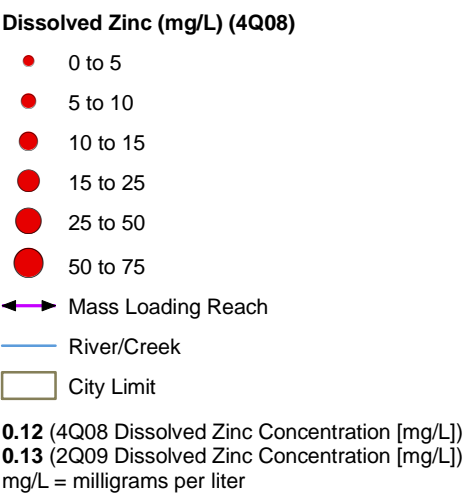 Dissolved Zinc (mg/L) (4Q08)
0 to 5
5 to 10
10 to 15
15 to 25
25 to 50
50 to 75
Mass Loading Reach
River/Creek
City Limit
0.12 (4Q08 Dissolved Zinc Concentration [mg/L])
0.13 (2Q09 Dissolved Zinc Concentration [mg/L])
mg/L = milligrams per liter